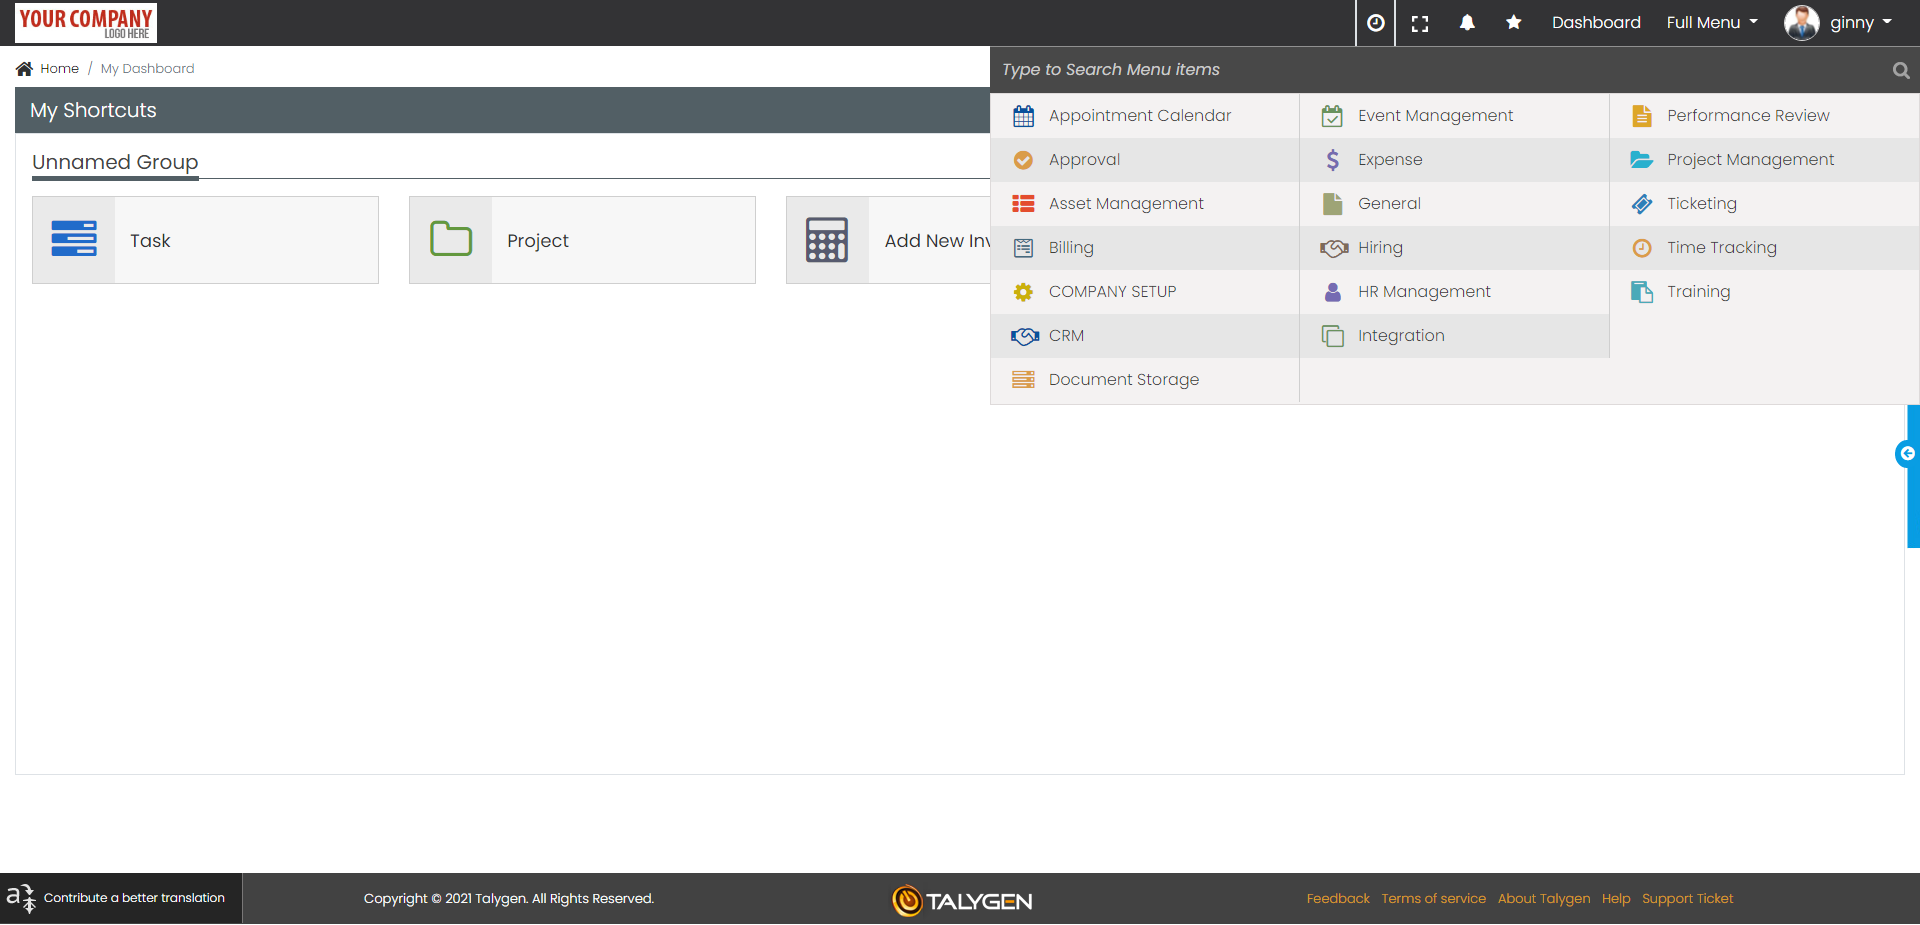 YOUR COMPANY
LOGO HERE
Dashboard
Full Menu
ginny
Home / My Dashboard
Type to Search Menu items
My Shortcuts
Unnamed Group
Task
Project
Add New Inv
Appointment Calendar
Approval
Asset Management
Billing
COMPANY SETUP
CRM
Document Storage
Event Management
Expense
General
Hiring
HR Management
Integration
Performance Review
Project Management
Ticketing
Time Tracking
Training
Contribute a better translation
Copyright © 2021 Talygen. All Rights Reserved.
TALYGEN
Feedback
Terms of service
About Talygen
Help
Support Ticket